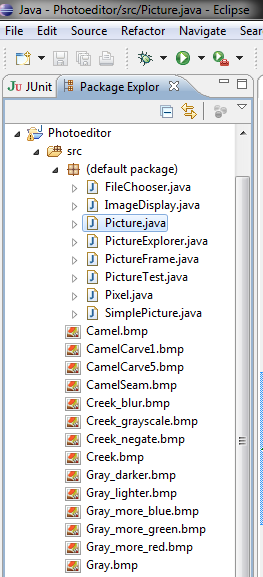 Java - Photoeditor/src/Picture.java - Eclipse
File Edit Source Refactor Navigate Sear
JU JUnit Package Explor
Photoeditor
src
(default package)
FileChooser.java
ImageDisplay.java
Picture.java
PictureExplorer.java
PictureFrame.java
PictureTest.java
Pixel.java
SimplePicture.java
Camel.bmp
CamelCarve1.bmp
CamelCarve5.bmp
CamelSeam.bmp
Creek_blur.bmp
Creek_grayscale.bmp
Creek_negate.bmp
Creek.bmp
Gray_darker.bmp
Gray_lighter.bmp
Gray_more_blue.bmp
Gray_more_green.bmp
Gray_more_red.bmp
Gray.bmp